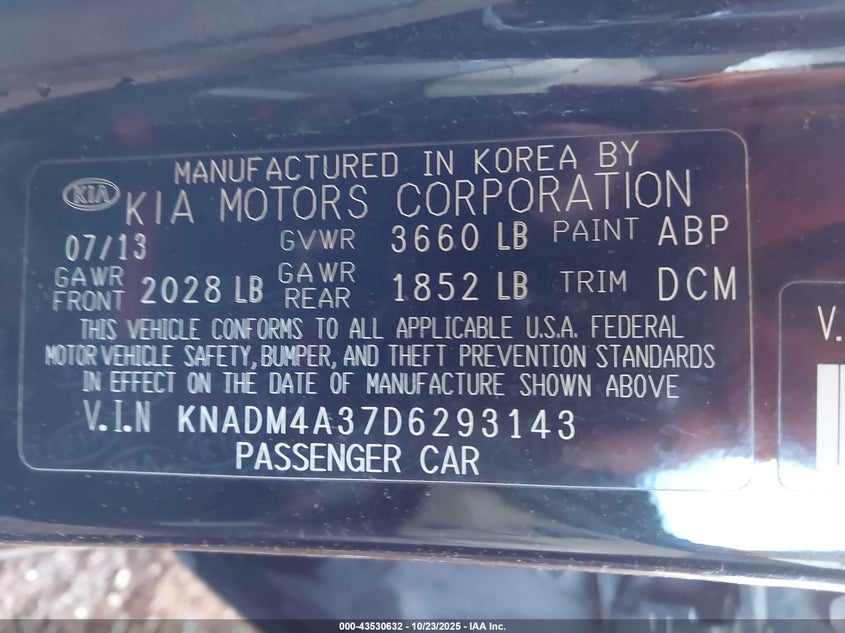 MANUFACTURED IN KOREA BY
KIA KIA MOTORS CORPORATION
07/13 GVWR 3660 LB PAINT ABP
GAWR FRONT 2028 LB GAWR REAR 1852 LB TRIM DCM
THIS VEHICLE CONFORMS TO ALL APPLICABLE U.S.A. FEDERAL
MOTOR VEHICLE SAFETY, BUMPER, AND THEFT PREVENTION STANDARDS
IN EFFECT ON THE DATE OF MANUFACTURE SHOWN ABOVE
V.I.N KNADM4A37D6293143
PASSENGER CAR
V.
000-43530632 - 10/23/2025 - IAA Inc.